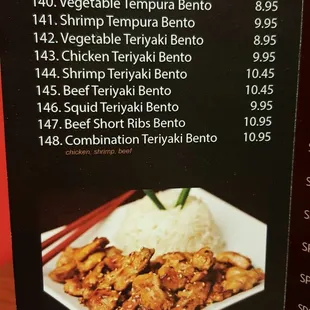 140. Vegetable Tempura Bento 8.95
141. Shrimp Tempura Bento 9.95
142. Vegetable Teriyaki Bento 8.95
143. Chicken Teriyaki Bento 9.95
144. Shrimp Teriyaki Bento 10.45
145. Beef Teriyaki Bento 10.45
146. Squid Teriyaki Bento 9.95
147. Beef Short Ribs Bento 10.95
148. Combination Teriyaki Bento 10.95
chicken, shrimp, beef